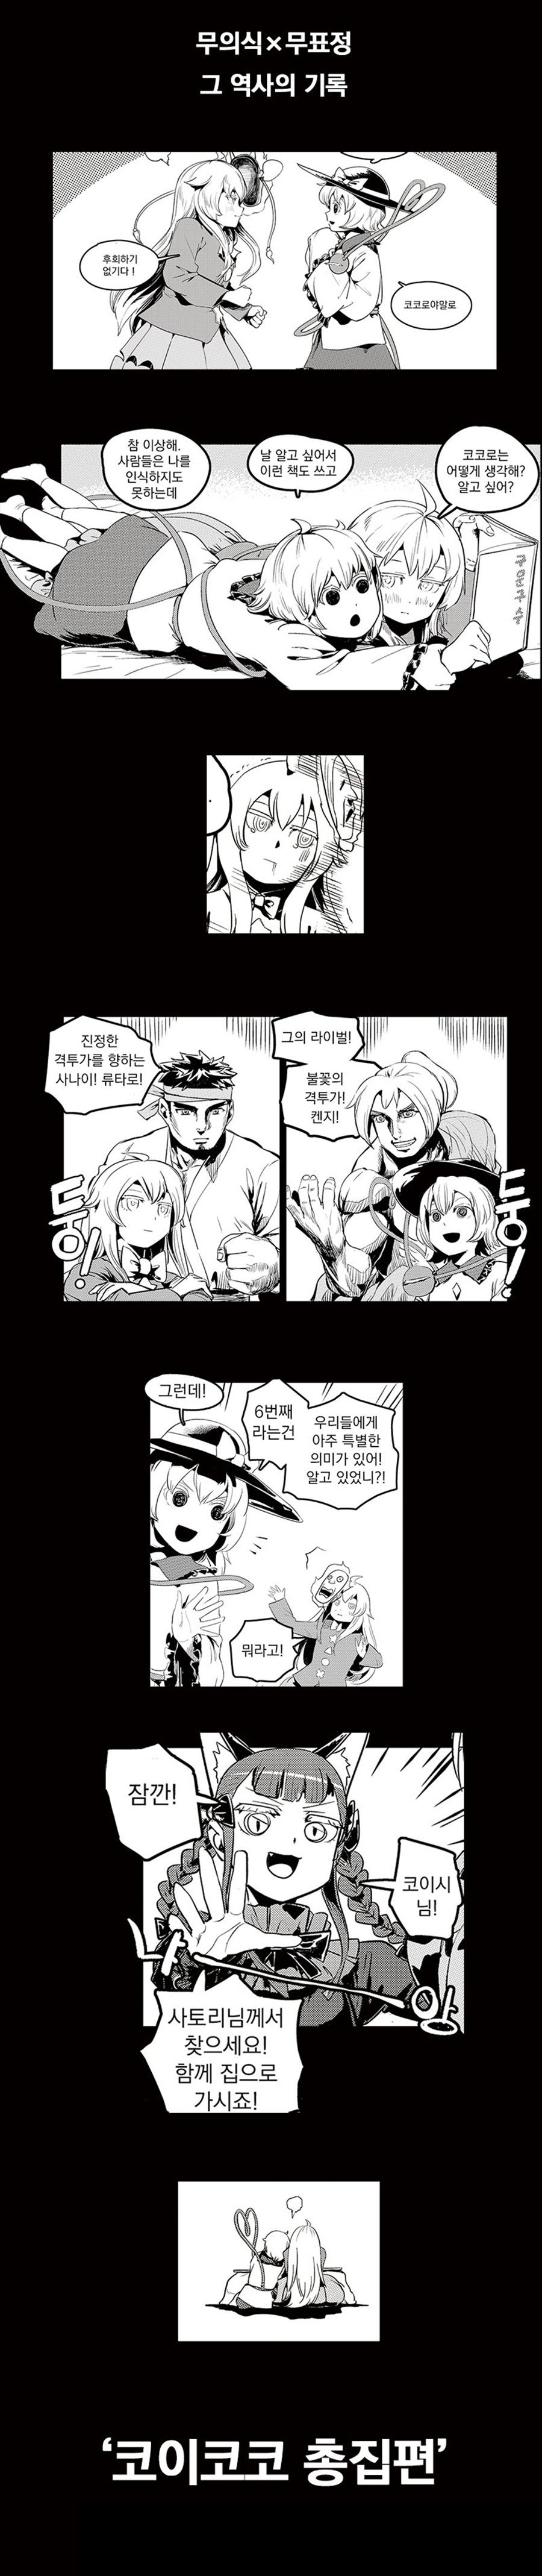 무의식×무표정
그 역사의 기록
후회하기
없기다 !
코코로야말로
참 이상해.
사람들은 나를
인식하지도
못하는데
날 알고 싶어서
이런 책도 쓰고
코코로는
어떻게 생각해?
알고 싶어?
구문구수
진정한
격투가를 향하는
사나이! 류타로!
그의 라이벌!
불꽃의
격투가!
켄지!
두둥!
두둥!
그런데!
6번째
라는건
우리들에게
아주 특별한
의미가 있어!
알고 있었니?!
뭐라고!
잠깐!
코이시
님!
사토리님께서
찾으세요!
함께 집으로
가시죠!
‘코이코코 총집편’